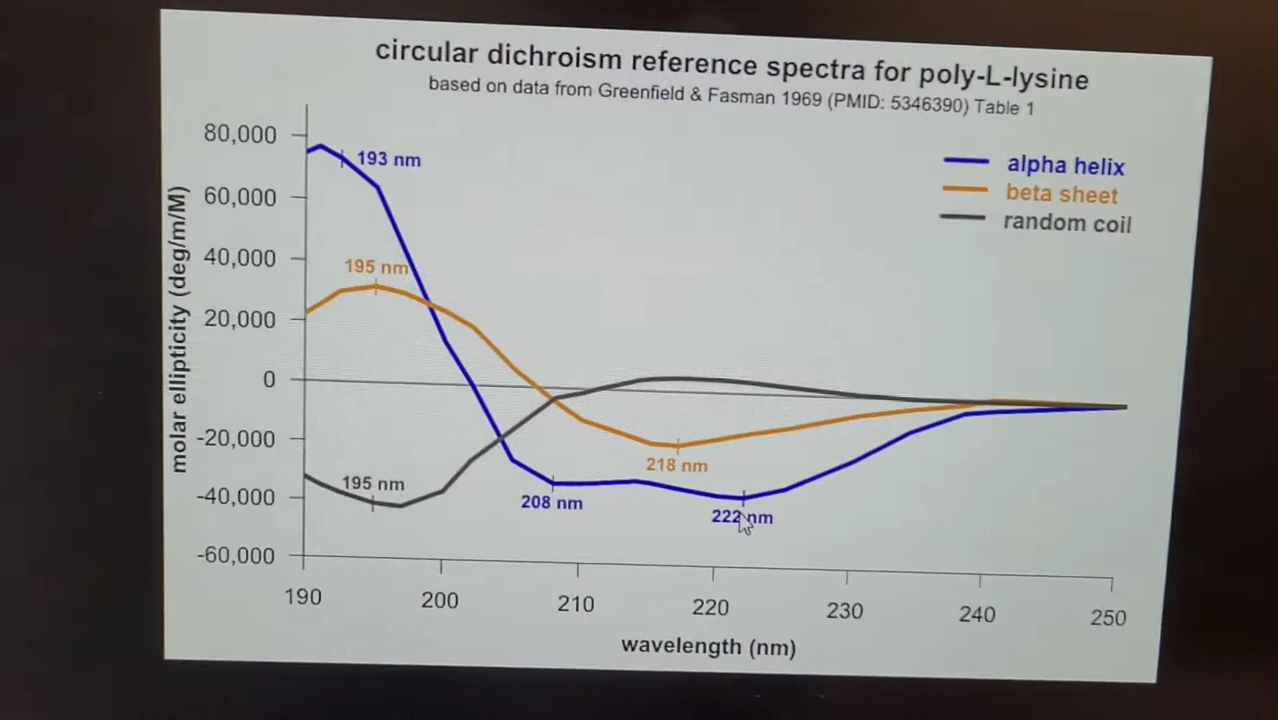 circular dichroism reference spectra for poly-L-lysine
based on data from Greenfield & Fasman 1969 (PMID: 5346390) Table 1
molar ellipticity (deg/m/M)
80,000
60,000
40,000
20,000
0
-20,000
-40,000
-60,000
193 nm
195 nm
195 nm
208 nm
218 nm
222 nm
alpha helix
beta sheet
random coil
190
200
210
220
230
240
250
wavelength (nm)